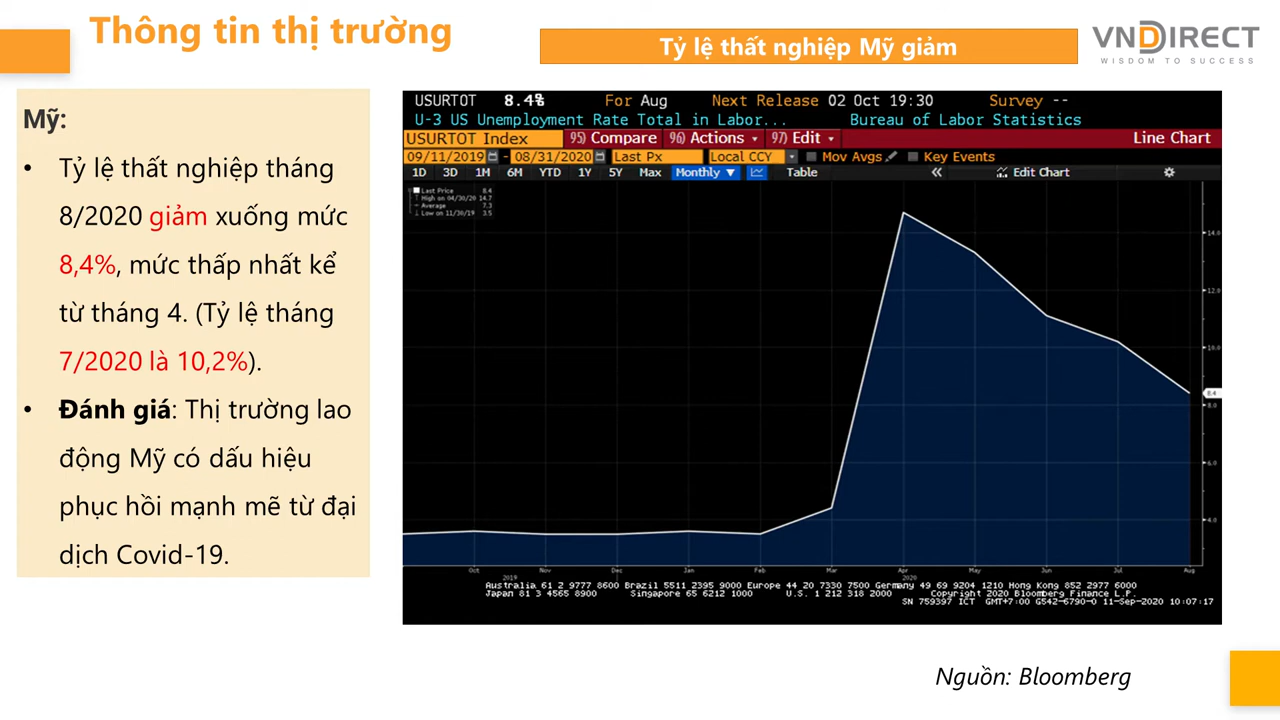 Thông tin thị trường
Tỷ lệ thất nghiệp Mỹ giảm
VNDIRECT
WISDOM TO SUCCESS
Mỹ:
• Tỷ lệ thất nghiệp tháng
8/2020 giảm xuống mức
8,4%, mức thấp nhất kể
từ tháng 4. (Tỷ lệ tháng
7/2020 là 10,2%).
• Đánh giá: Thị trường lao
động Mỹ có dấu hiệu
phục hồi mạnh mẽ từ đại
dịch Covid-19.
USURTOT 8.4% For Aug Next Release 02 Oct 19:30 Survey --
U-3 US Unemployment Rate Total in Labor... Bureau of Labor Statistics
USURTOT Index 95) Compare 96) Actions 97) Edit Line Chart
09/11/2019 - 08/31/2020 Last Px Local CCY Mov Avgs Key Events
1D 3D 1M 6M YTD 1Y 5Y Max Monthly ▼ Table « Edit Chart
Last Price 8.4
High on 04/30/20 14.7
Average 7.3
Low on 11/30/19 3.5
14.0
12.0
10.0
8.4
8.0
6.0
4.0
Oct Nov Dec Jan Feb Mar Apr May Jun Jul Aug
2019 2020
Australia 61 2 9777 8600 Brazil 5511 2395 9000 Europe 44 20 7330 7500 Germany 49 69 9204 1210 Hong Kong 852 2977 6000
Japan 81 3 4565 8900 Singapore 65 6212 1000 U.S. 1 212 318 2000 Copyright 2020 Bloomberg Finance L.P.
SN 759397 ICT GMT+7:00 G542-6790-0 11-Sep-2020 10:07:17
Nguồn: Bloomberg